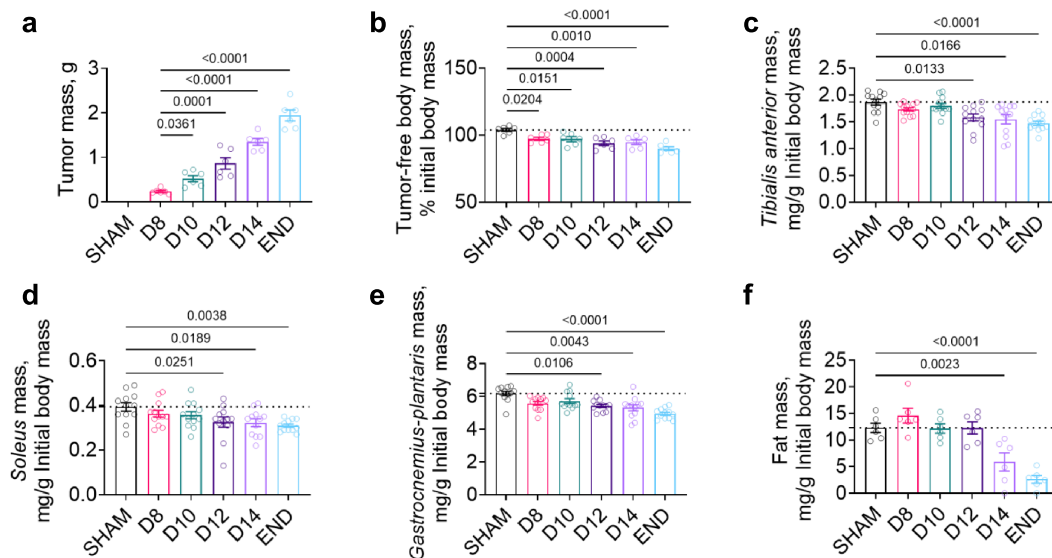 a
<0.0001
<0.0001
0.0001
0.0361
Tumor mass, g
3
2
1
0
SHAM
D8
D10
D12
D14
END
b
<0.0001
0.0010
0.0004
0.0151
0.0204
Tumor-free body mass,
% initial body mass
150
100
50
SHAM
D8
D10
D12
D14
END
c
<0.0001
0.0166
0.0133
Tibialis anterior mass,
mg/g Initial body mass
2.5
2.0
1.5
1.0
0.5
0.0
SHAM
D8
D10
D12
D14
END
d
0.0038
0.0189
0.0251
Soleus mass,
mg/g Initial body mass
0.6
0.4
0.2
0.0
SHAM
D8
D10
D12
D14
END
e
<0.0001
0.0043
0.0106
Gastrocnemius-plantaris mass,
mg/g Initial body mass
8
6
4
2
0
SHAM
D8
D10
D12
D14
END
f
<0.0001
0.0023
Fat mass,
mg/g Initial body mass
25
20
15
10
5
0
SHAM
D8
D10
D12
D14
END